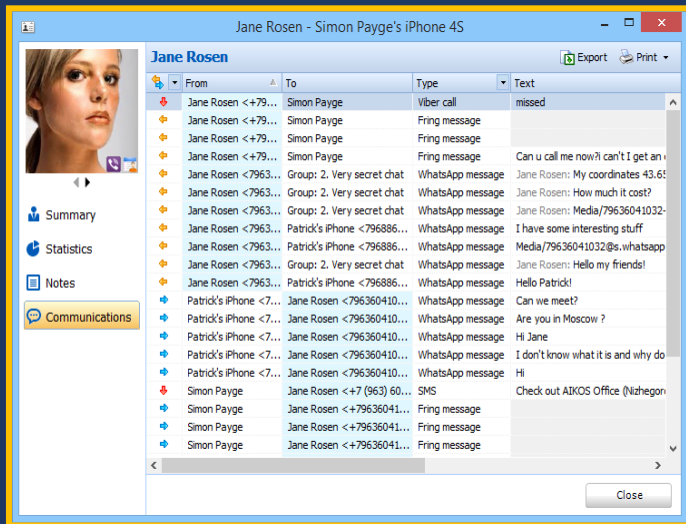 Jane Rosen - Simon Payge's iPhone 4S
Jane Rosen
Export Print
From To Type Text
Jane Rosen <+79... Simon Payge Viber call missed
Jane Rosen <+79... Simon Payge Fring message
Jane Rosen <+79... Simon Payge Fring message
Jane Rosen <+79... Simon Payge Fring message Can u call me now?i can't I get an
Jane Rosen <7963... Group: 2. Very secret chat WhatsApp message Jane Rosen: My coordinates 43.65
Jane Rosen <7963... Group: 2. Very secret chat WhatsApp message Jane Rosen: How much it cost?
Jane Rosen <7963... Group: 2. Very secret chat WhatsApp message Jane Rosen: Media/79636041032-
Jane Rosen <7963... Patrick's iPhone <796886... WhatsApp message I have some interesting stuff
Jane Rosen <7963... Patrick's iPhone <796886... WhatsApp message Media/79636041032@s.whatsapp
Jane Rosen <7963... Group: 2. Very secret chat WhatsApp message Jane Rosen: Hello my friends!
Jane Rosen <7963... Patrick's iPhone <796886... WhatsApp message Hello Patrick!
Patrick's iPhone <7... Jane Rosen <796360410... WhatsApp message Can we meet?
Patrick's iPhone <7... Jane Rosen <796360410... WhatsApp message Are you in Moscow ?
Patrick's iPhone <7... Jane Rosen <796360410... WhatsApp message Hi Jane
Patrick's iPhone <7... Jane Rosen <796360410... WhatsApp message I don't know what it is and why do
Patrick's iPhone <7... Jane Rosen <796360410... WhatsApp message Hi
Simon Payge Jane Rosen <+7 (963) 60... SMS Check out AIKOS Office (Nizhegor
Simon Payge Jane Rosen <+79636041... Fring message
Simon Payge Jane Rosen <+79636041... Fring message
Simon Payge Jane Rosen <+79636041... Fring message
Summary
Statistics
Notes
Communications
Close